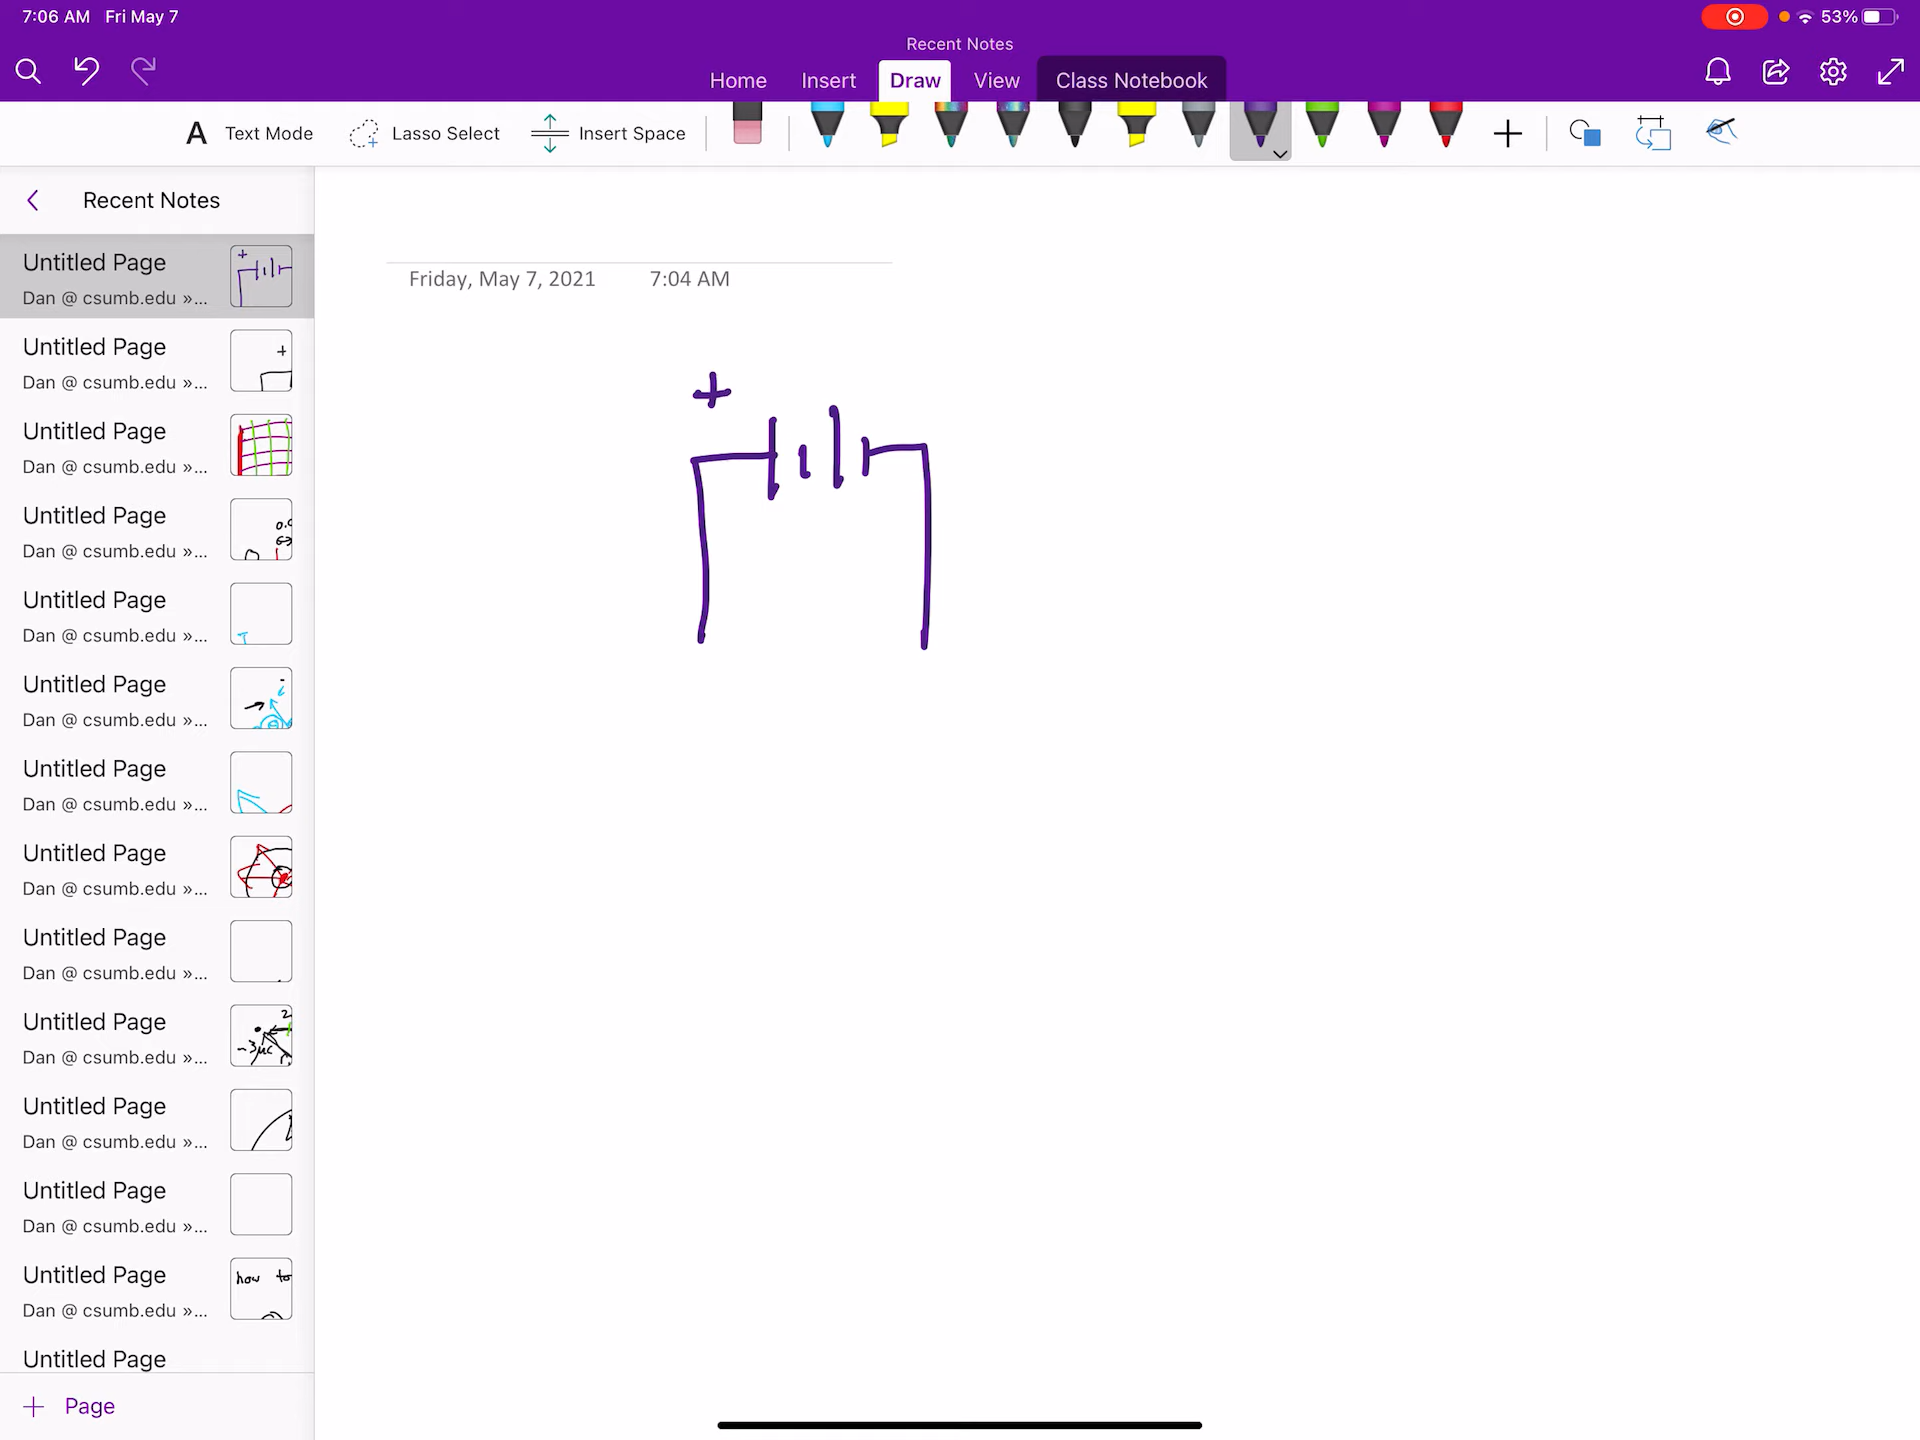 7:06 AM Fri May 7
53%
Recent Notes
Home Insert Draw View Class Notebook
A Text Mode Lasso Select Insert Space
Recent Notes
Untitled Page
Dan @ csumb.edu »...
Untitled Page
Dan @ csumb.edu »...
Untitled Page
Dan @ csumb.edu »...
Untitled Page
Dan @ csumb.edu »...
Untitled Page
Dan @ csumb.edu »...
Untitled Page
Dan @ csumb.edu »...
Untitled Page
Dan @ csumb.edu »...
Untitled Page
Dan @ csumb.edu »...
Untitled Page
Dan @ csumb.edu »...
Untitled Page
Dan @ csumb.edu »...
2
-3μc
Untitled Page
Dan @ csumb.edu »...
Untitled Page
Dan @ csumb.edu »...
Untitled Page
Dan @ csumb.edu »...
how to
Untitled Page
+ Page
Friday, May 7, 2021 7:04 AM
+